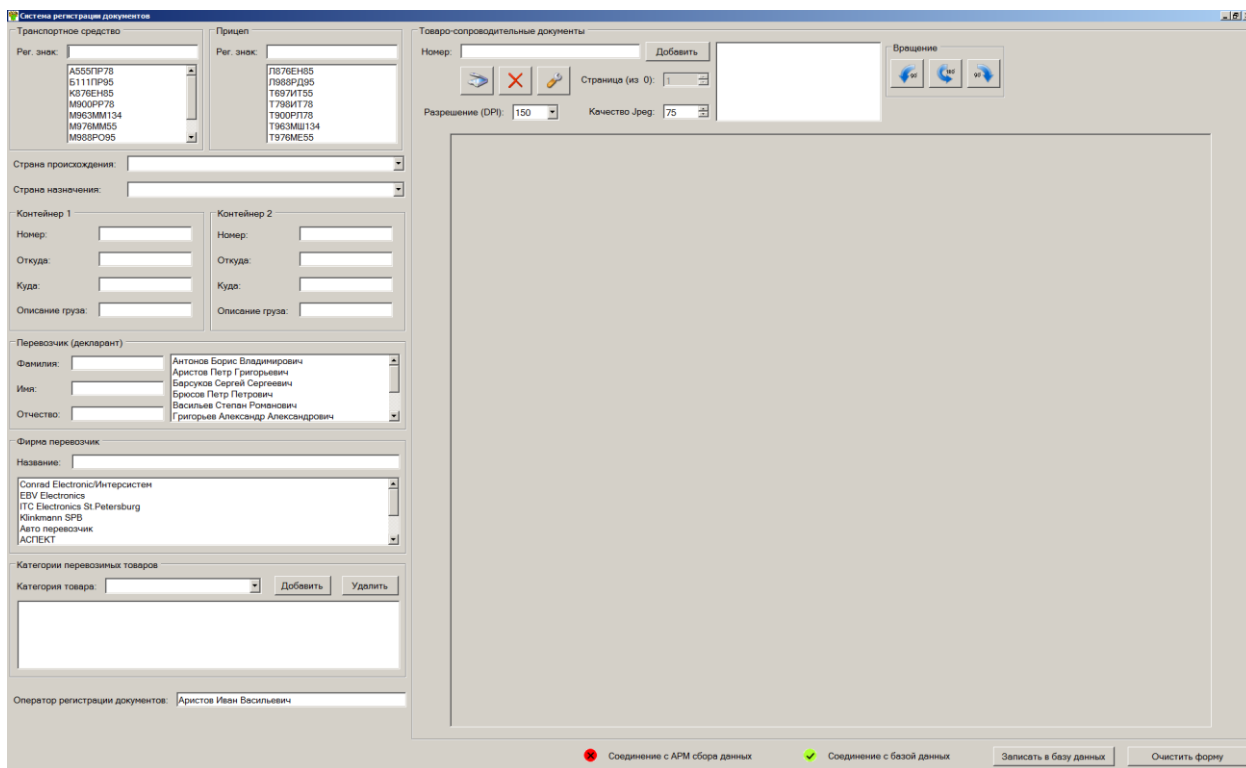 Система регистрации документов
Транспортное средство
Рег. знак:
А555ПР78
Б111ПР95
К876ЕН85
М900РР78
М963ММ134
М976ММ55
М988РО95
Прицеп
Рег. знак:
П876ЕН85
Л988РД95
Т697ИТ55
Т798ИТ78
Т900РЛ78
Т963МШ134
Т976МЕ55
Страна происхождения:
Страна назначения:
Контейнер 1
Номер:
Откуда:
Куда:
Описание груза:
Контейнер 2
Номер:
Откуда:
Куда:
Описание груза:
Перевозчик (декларант)
Фамилия:
Имя:
Отчество:
Антонов Борис Владимирович
Аристов Петр Григорьевич
Барсуков Сергей Сергеевич
Брюсов Петр Петрович
Васильев Степан Романович
Григорьев Александр Александрович
Фирма перевозчик
Название:
Conrad Electronic/Интерсистем
EBV Electronics
ITC Electronics St.Petersburg
Klinkmann SPB
Авто перевозчик
АСПЕКТ
Категории перевозимых товаров
Категория товара:
Добавить
Удалить
Оператор регистрации документов: Аристов Иван Васильевич
Товаро-сопроводительные документы
Номер:
Добавить
Страница (из 0): 1
Разрешение (DPI): 150
Качество Jpeg: 75
Вращение
90°
180°
90°
Соединение с АРМ сбора данных
Соединение с базой данных
Записать в базу данных
Очистить форму